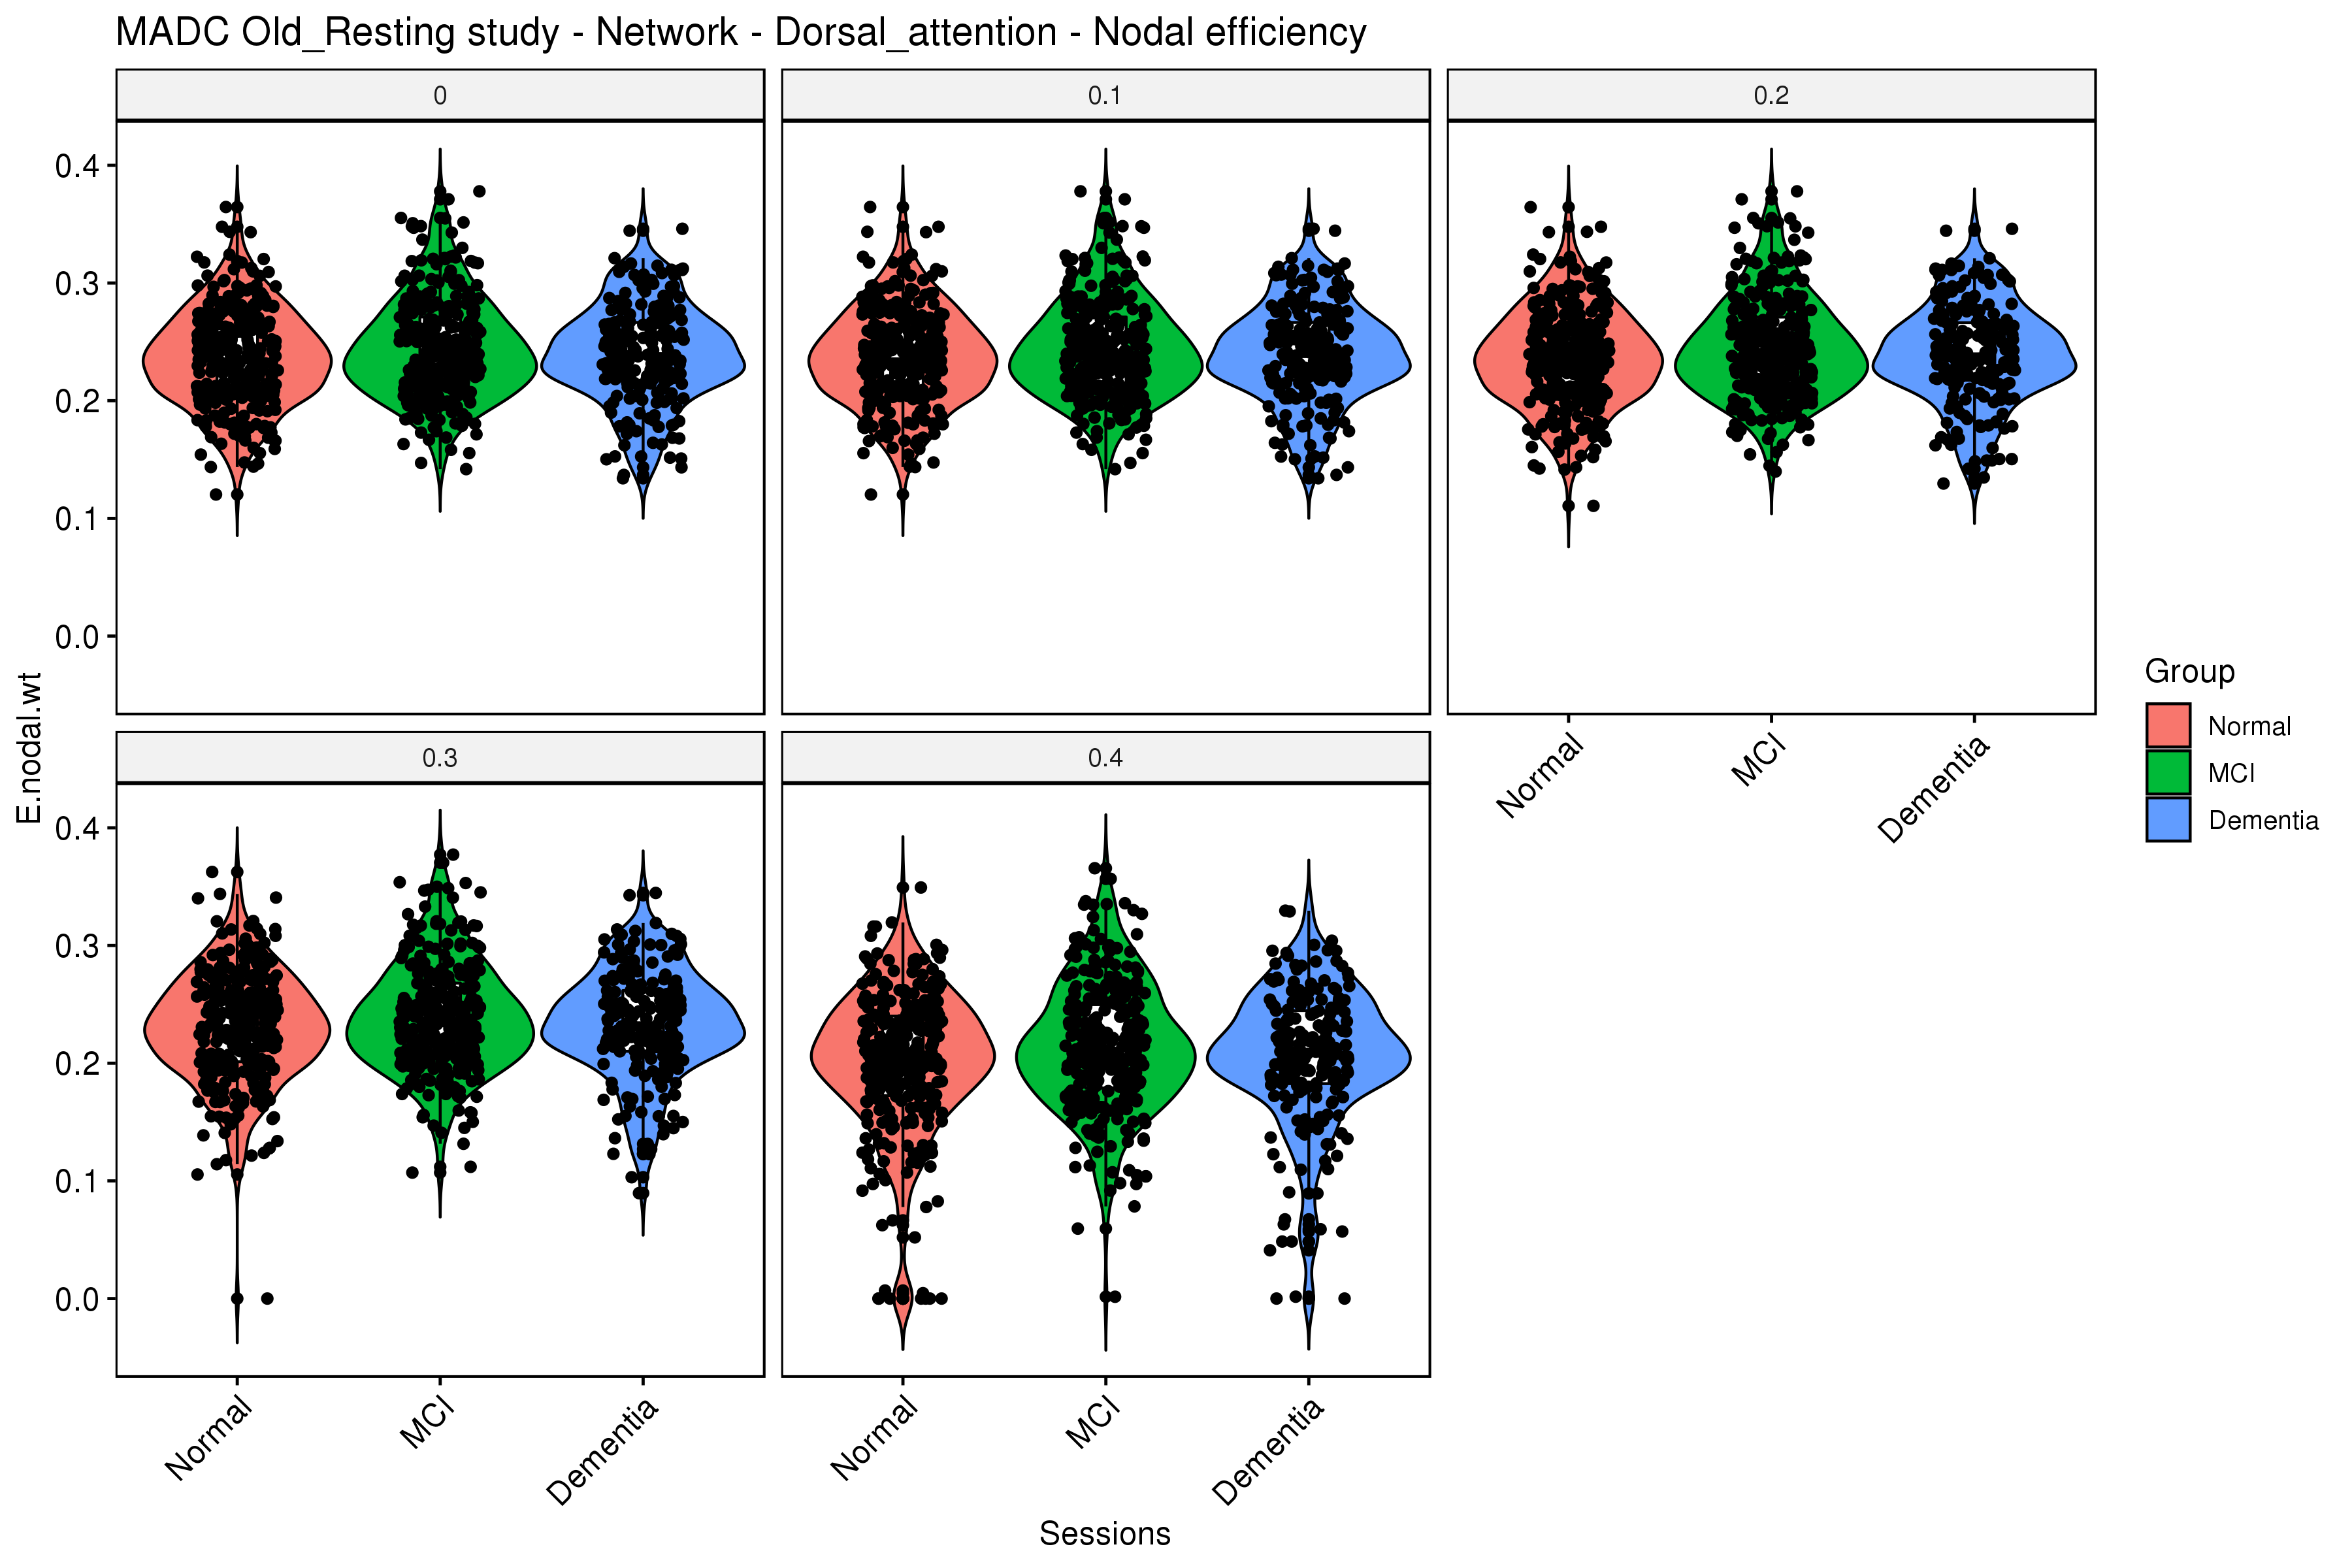 MADC Old_Resting study - Network - Dorsal_attention - Nodal efficiency
0
0.1
0.2
0.4
0.3
0.2
0.1
0.0
E.nodal.wt
Normal
MCI
Dementia
Group
Normal
MCI
Dementia
0.3
0.4
0.4
0.3
0.2
0.1
0.0
Normal
MCI
Dementia
Normal
MCI
Dementia
Sessions